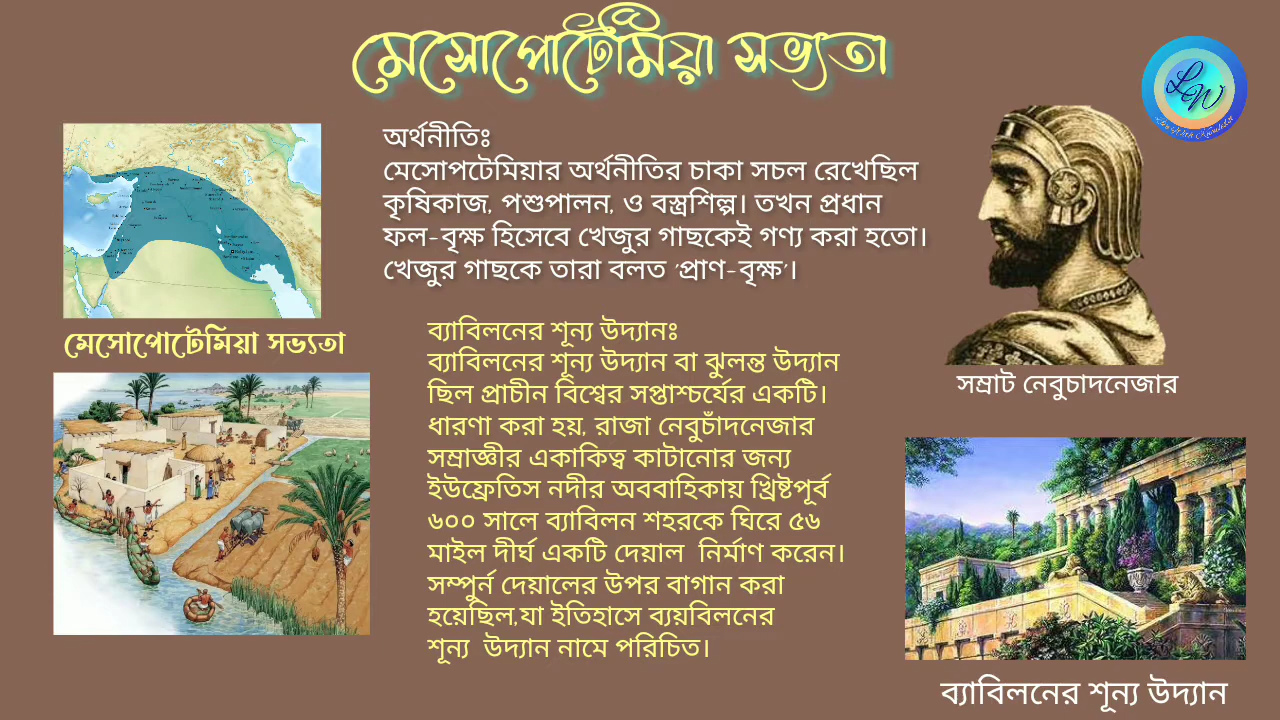 মেসোপোটেমিয়া সভ্যতা
অর্থনীতিঃ
মেসোপটেমিয়ার অর্থনীতির চাকা সচল রেখেছিল
কৃষিকাজ, পশুপালন, ও বস্ত্রশিল্প। তখন প্রধান
ফল-বৃক্ষ হিসেবে খেজুর গাছকেই গণ্য করা হতো।
খেজুর গাছকে তারা বলত 'প্রাণ-বৃক্ষ'।
মেসোপোটেমিয়া সভ্যতা
ব্যাবিলনের শূন্য উদ্যানঃ
ব্যাবিলনের শূন্য উদ্যান বা ঝুলন্ত উদ্যান
ছিল প্রাচীন বিশ্বের সপ্তাশ্চর্যের একটি।
ধারণা করা হয়, রাজা নেবুচাঁদনেজার
সম্রাজ্ঞীর একাকিত্ব কাটানোর জন্য
ইউফ্রেতিস নদীর অববাহিকায় খ্রিষ্টপূর্ব
৬০০ সালে ব্যাবিলন শহরকে ঘিরে ৫৬
মাইল দীর্ঘ একটি দেয়াল  নির্মাণ করেন।
সম্পুর্ন দেয়ালের উপর বাগান করা
হয়েছিল,যা ইতিহাসে ব্যয়বিলনের
শূন্য  উদ্যান নামে পরিচিত।
LW
সম্রাট নেবুচাদনেজার
ব্যাবিলনের শূন্য উদ্যান